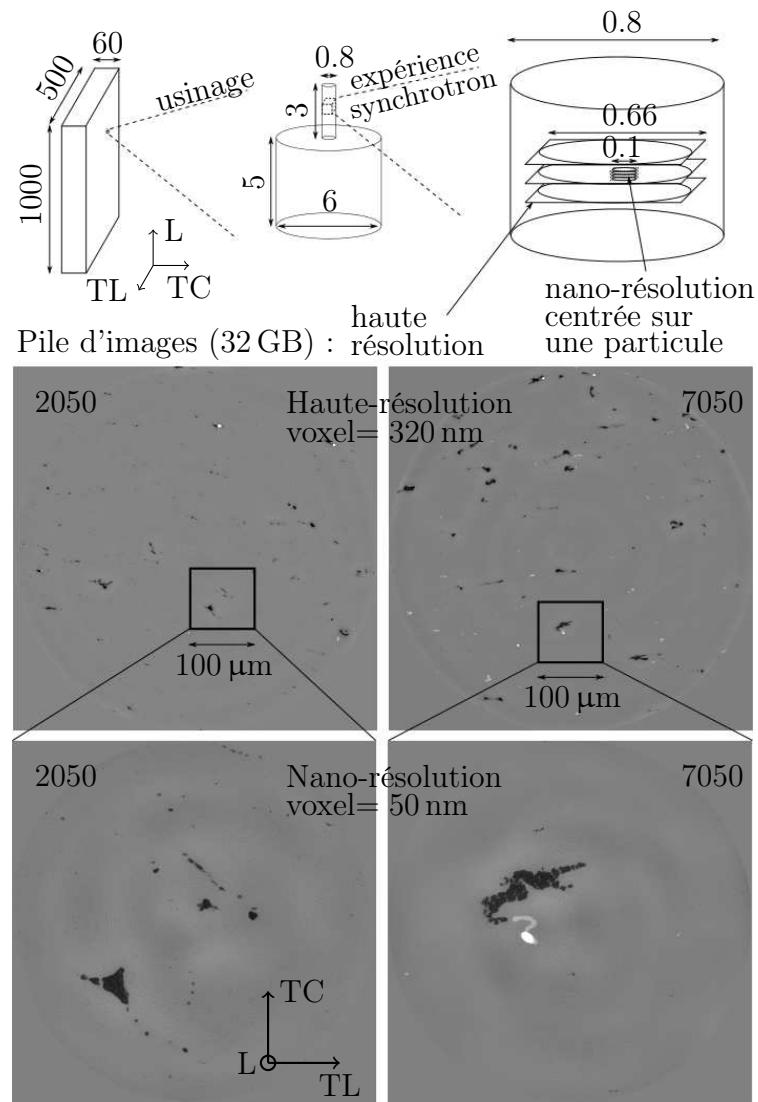 60
500
1000
L
TL
TC
usinage
0.8
3
5
6
expérience
synchrotron
0.8
0.66
0.1
haute
résolution
nano-résolution
centrée sur
une particule
Pile d'images (32 GB) :
2050
Haute-résolution
voxel= 320 nm
7050
100 µm
100 µm
2050
Nano-résolution
voxel= 50 nm
7050
TC
L
TL